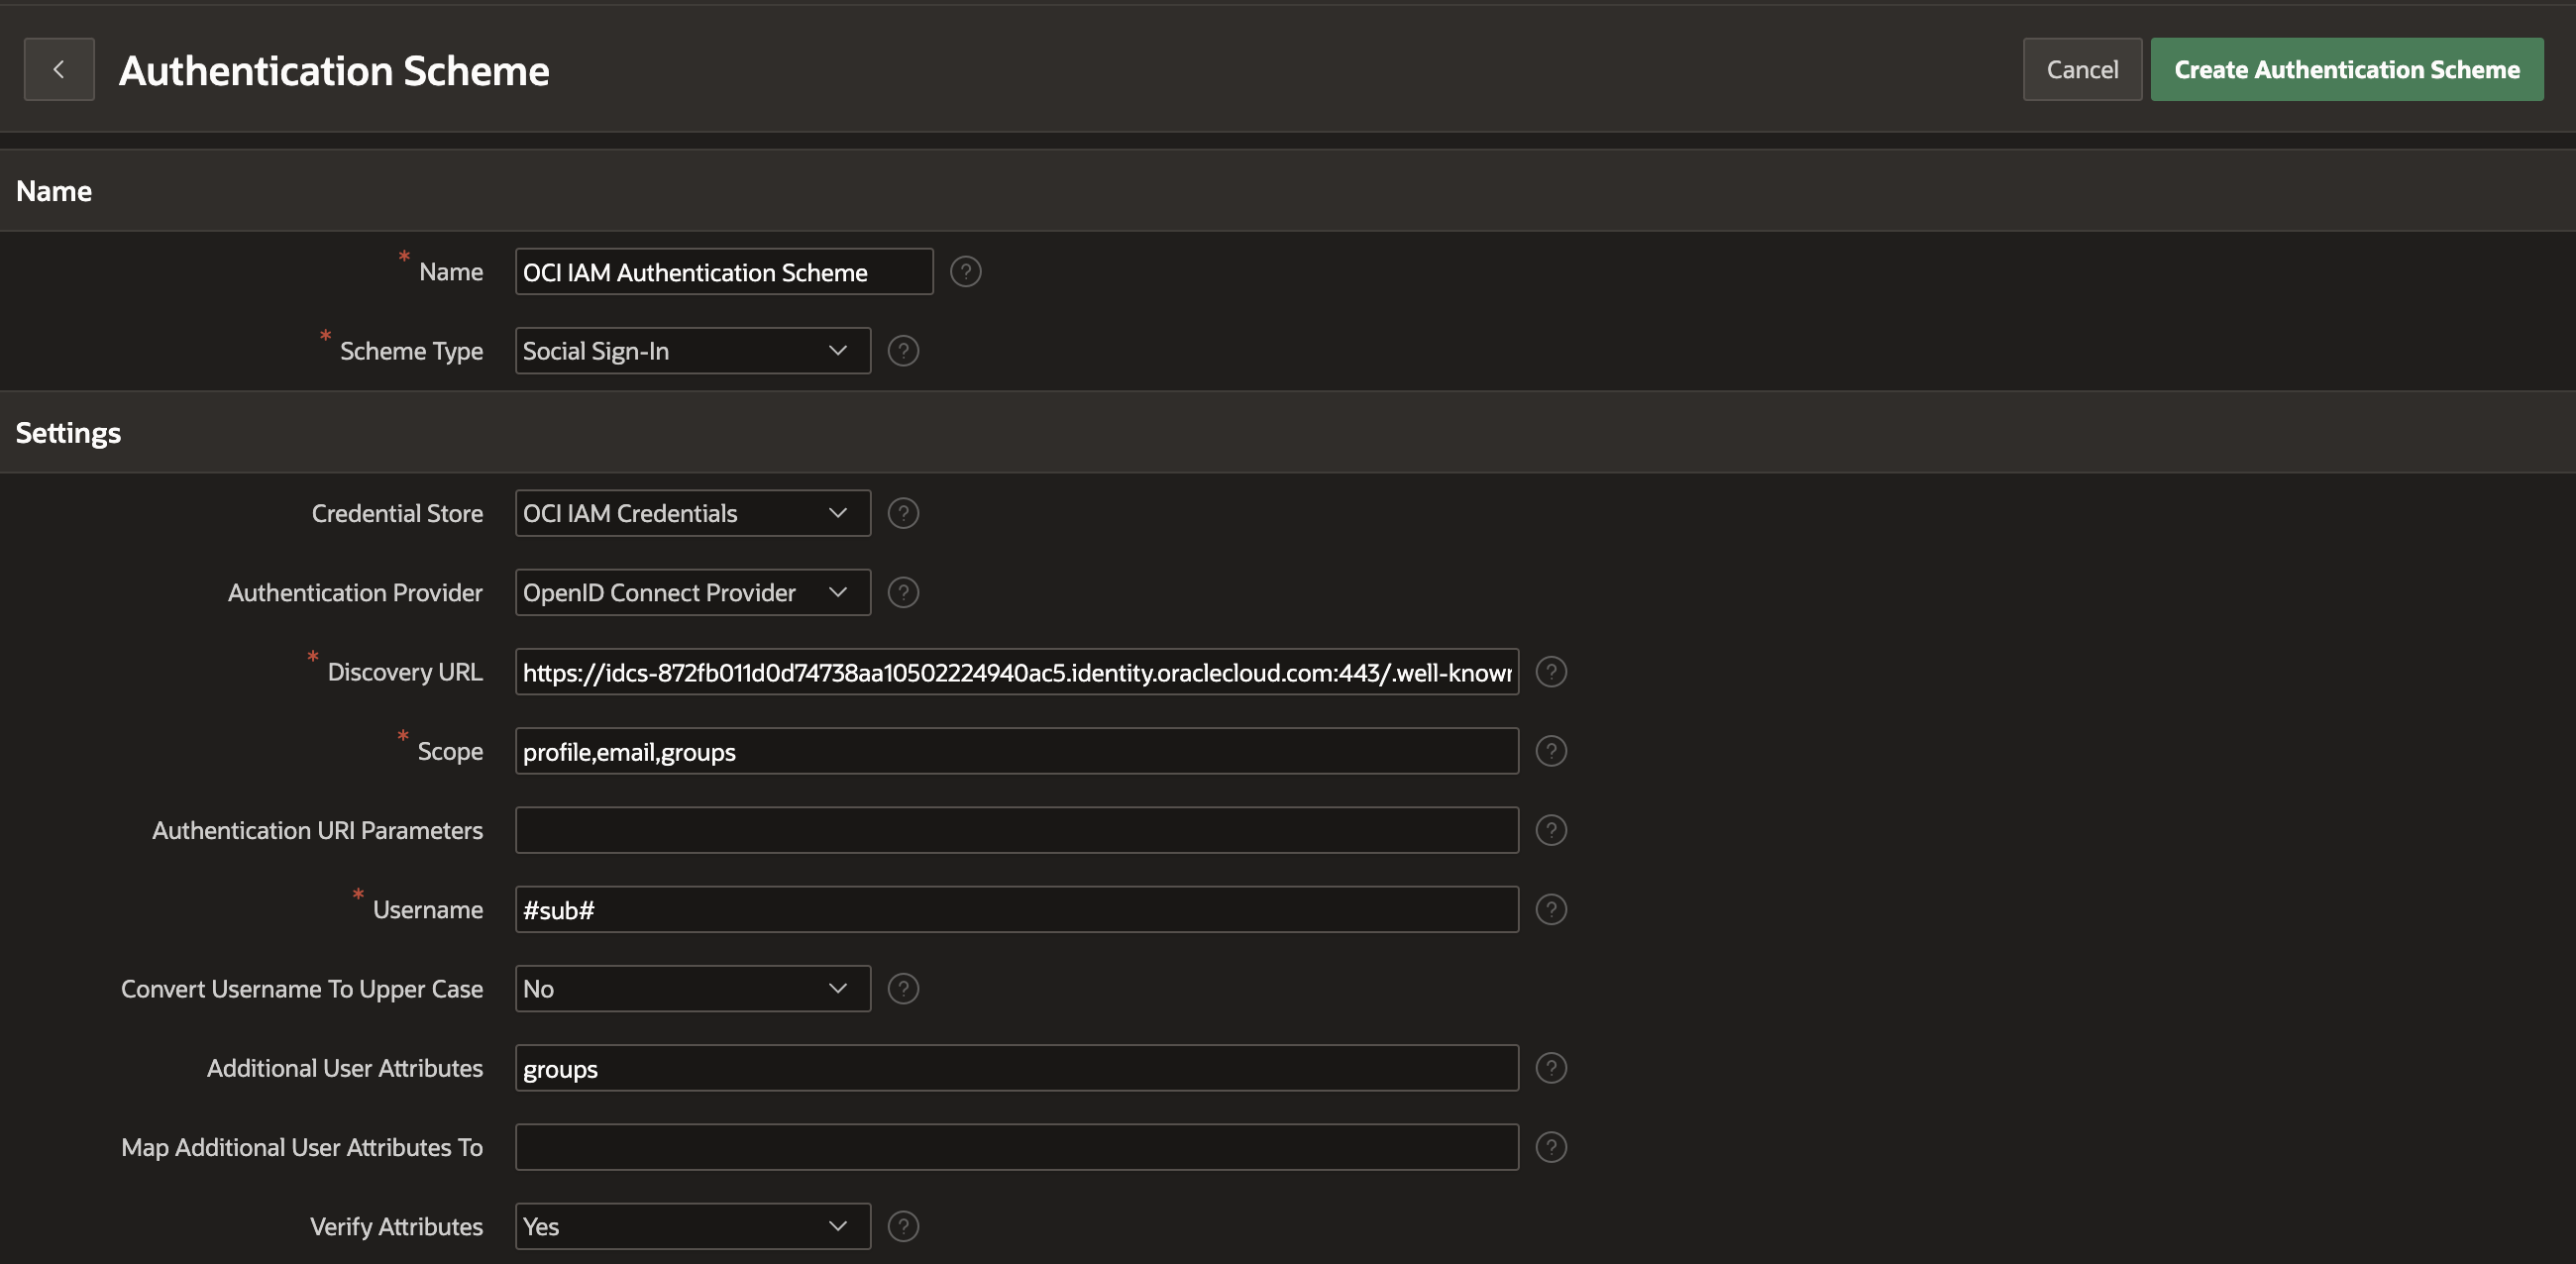 Authentication Scheme
Cancel
Create Authentication Scheme
Name
* Name
OCI IAM Authentication Scheme
?
* Scheme Type
Social Sign-In
?
Settings
Credential Store
OCI IAM Credentials
?
Authentication Provider
OpenID Connect Provider
?
* Discovery URL
https://idcs-872fb011d0d74738aa10502224940ac5.identity.oraclecloud.com:443/.well-known
?
* Scope
profile,email,groups
?
Authentication URI Parameters
?
* Username
#sub#
?
Convert Username To Upper Case
No
?
Additional User Attributes
groups
?
Map Additional User Attributes To
?
Verify Attributes
Yes
?